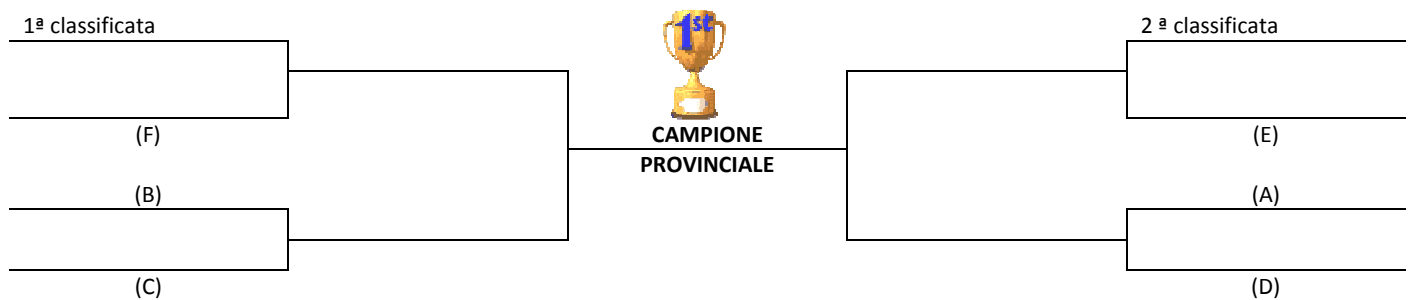 1ª classificata
2 ª classificata
1st
CAMPIONE
PROVINCIALE
(F)
(E)
(B)
(A)
(C)
(D)